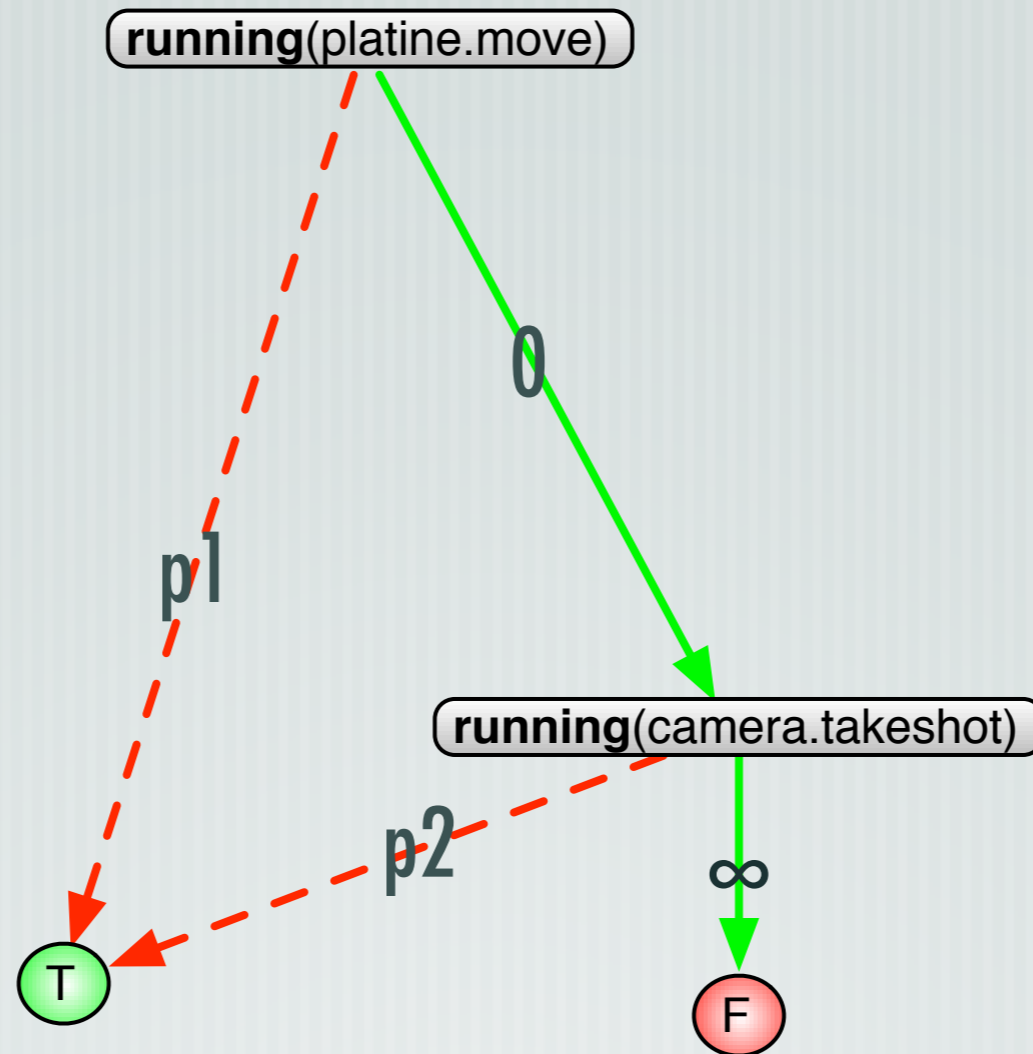 running(platine.move)
0
p1
running(camera.takeshot)
p2
∞
T
F